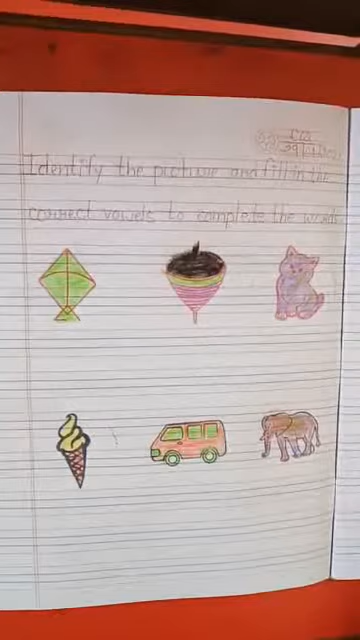 C.W
Identify the picture and fill in the
correct vowels to complete the words